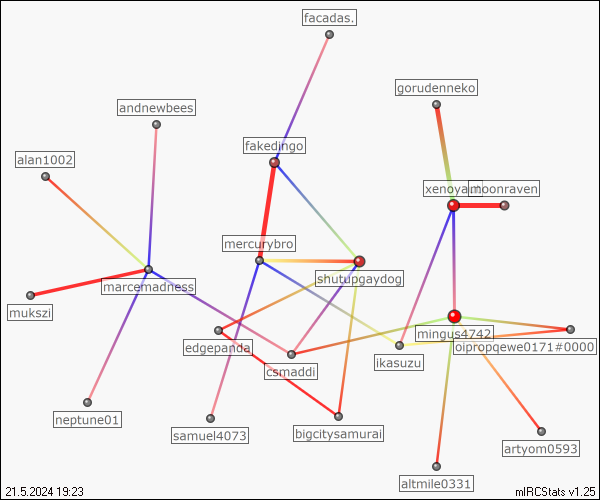 facadas.
gorudenneko
andnewbees
fakedingo
alan1002
moonraven
mercurybro
shutupgaydog
marcemadness
mukszi
mingus4742
edgepanda
oipropqewe0171#0000
ikasuzu
csmaddi
neptune01
samuel4073
bigcitysamurai
artyom0593
altmile0331
21.5.2024 19:23
mIRCStats v1.25